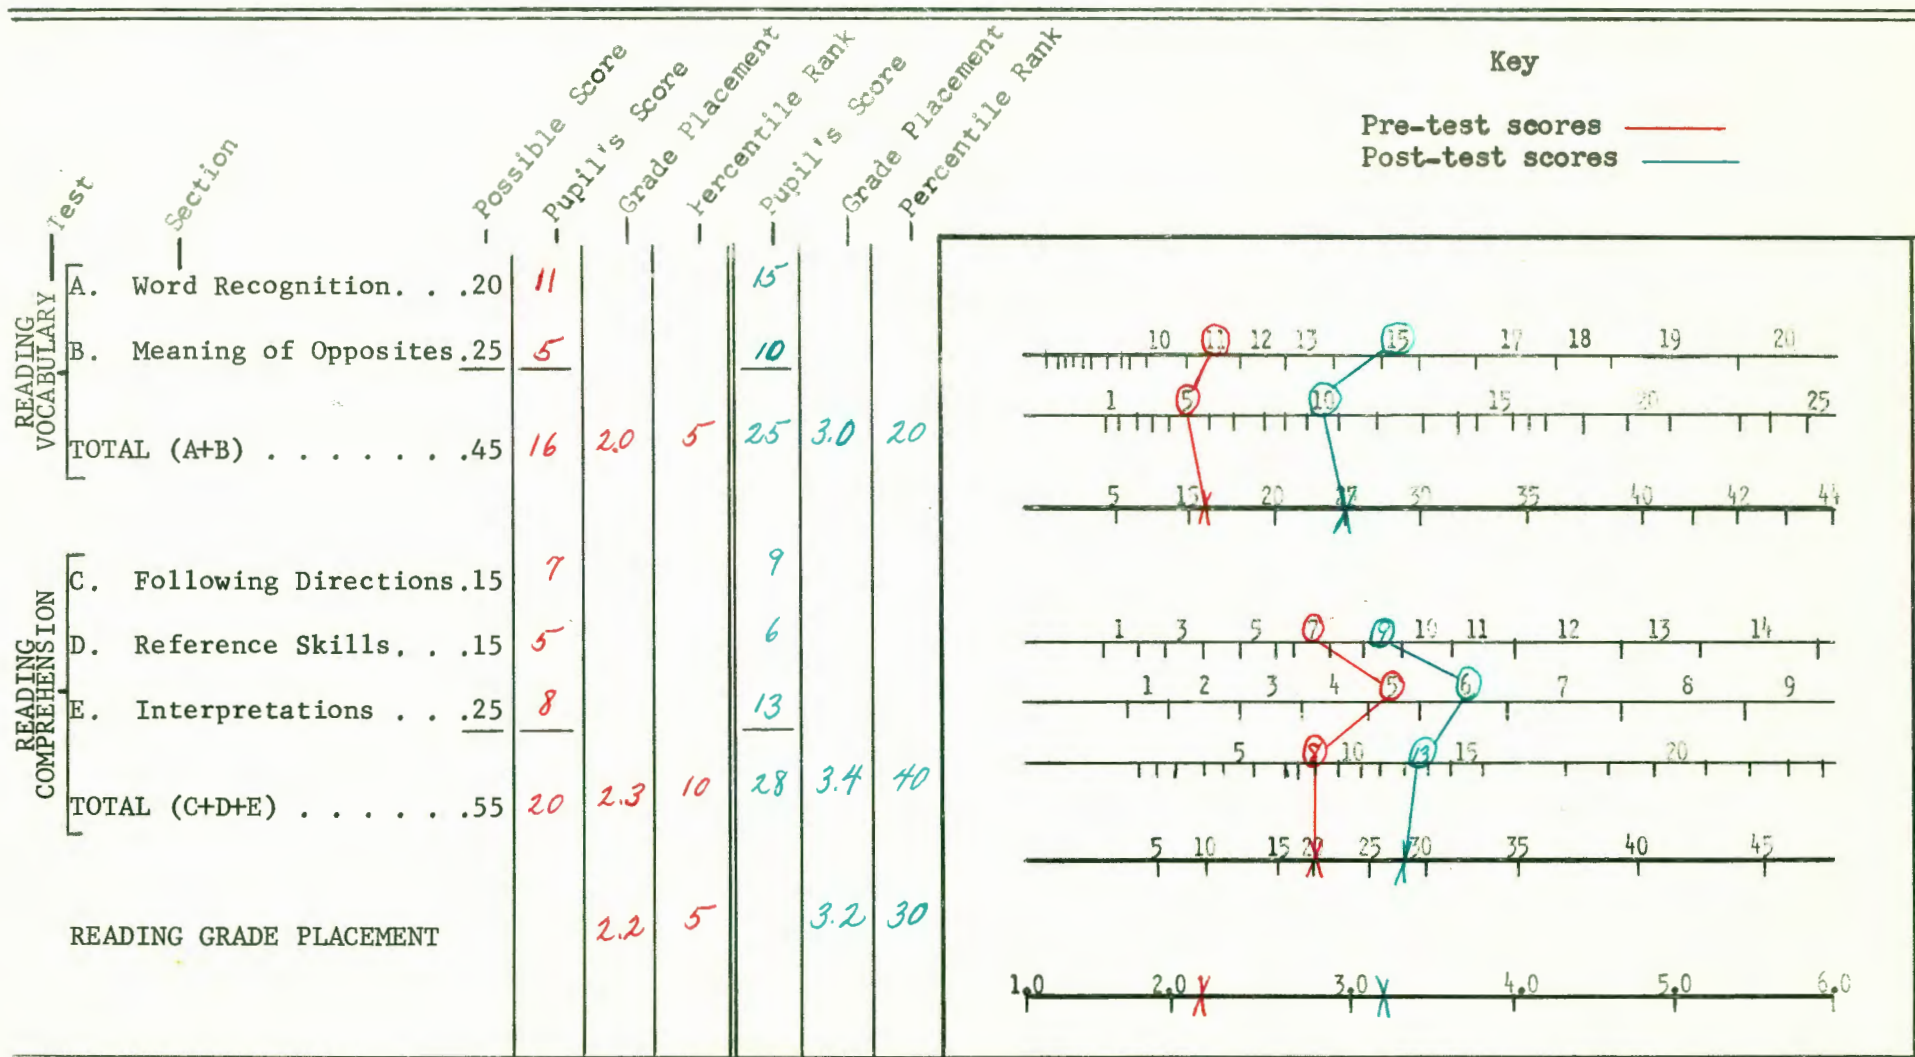 Key
Pre-test scores
Post-test scores
Test
Section
Possible Score
Pupil's Score
Grade Placement
Percentile Rank
Pupil's Score
Grade Placement
Percentile Rank
READING VOCABULARY
A. Word Recognition. . .20 11 15
B. Meaning of Opposites.25 5 10
TOTAL (A+B) . . . . . . .45 16 2.0 5 25 3.0 20
READING COMPREHENSION
C. Following Directions.15 7 9
D. Reference Skills. . .15 5 6
E. Interpretations . . .25 8 13
TOTAL (C+D+E) . . . . . .55 20 2.3 10 28 3.4 40
READING GRADE PLACEMENT 2.2 5 3.2 30
10 11 12 13 15 17 18 19 20
1 5 10 15 20 25
5 15 20 30 35 40 42 44
1 3 5 7 9 10 11 12 13 14
1 2 3 4 5 6 7 8 9
5 8 10 13 15 20
5 10 15 20 25 30 35 40 45
1.0 2.0 3.0 4.0 5.0 6.0